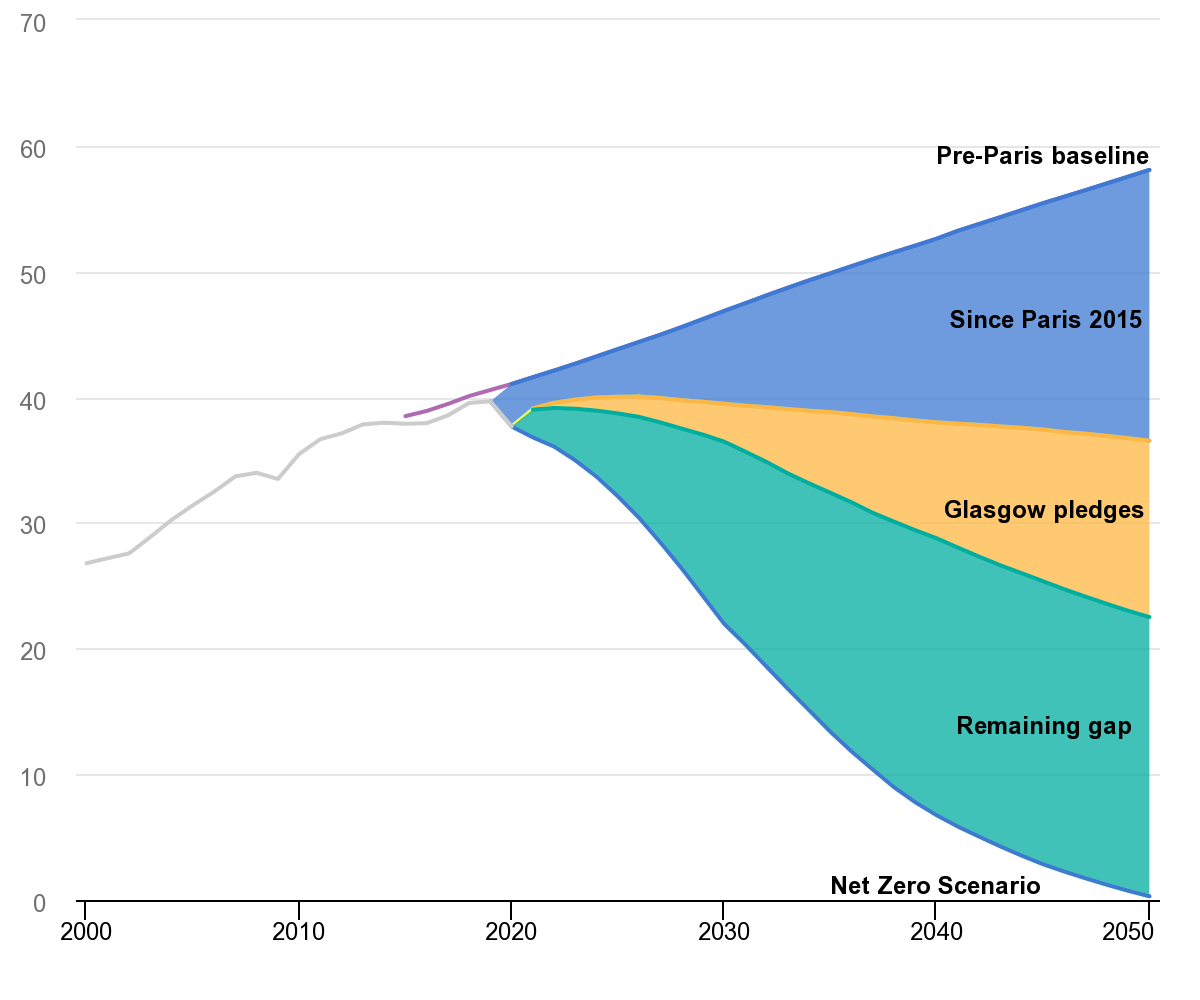 70
60
Pre-Paris baseline
50
Since Paris 2015
40
Glasgow pledges
30
20
Remaining gap
10
Net Zero Scenario
0
2000 2010 2020 2030 2040 2050